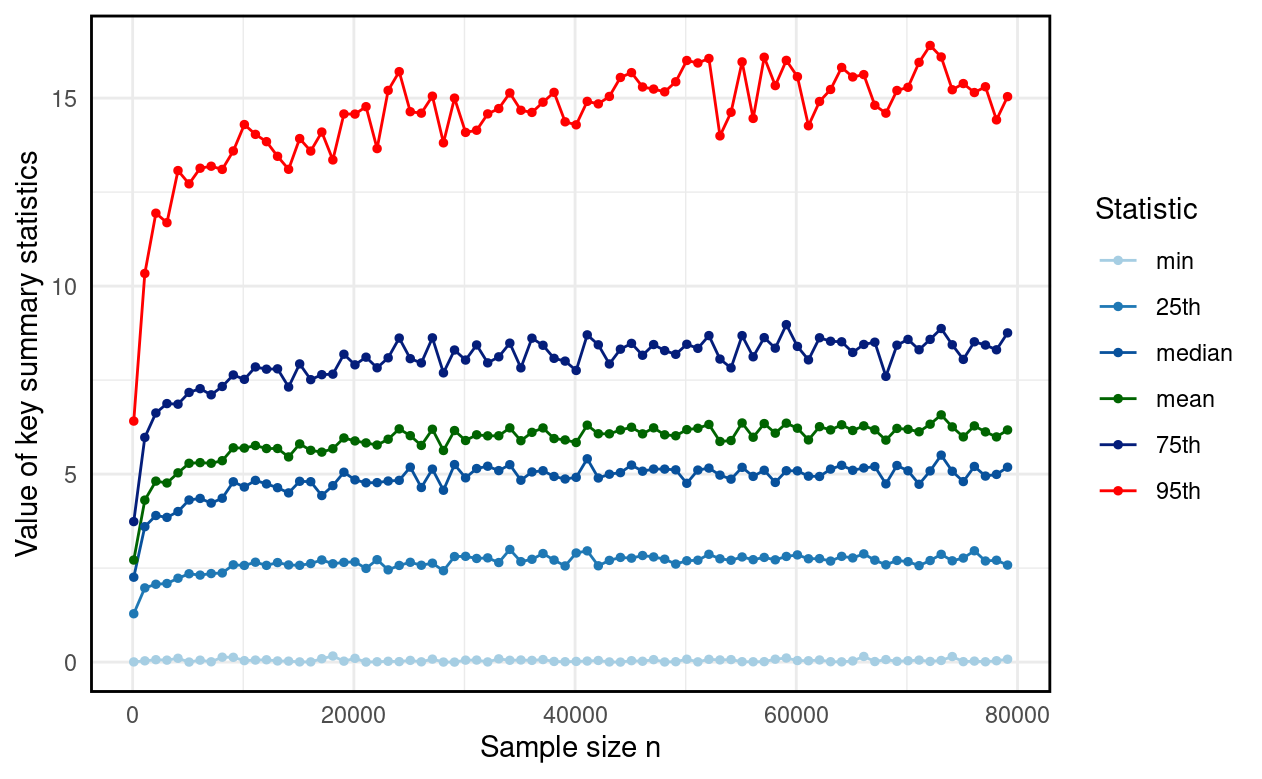 Value of key summary statistics
15
10
5
0
0
20000
40000
60000
80000
Sample size n
Statistic
min
25th
median
mean
75th
95th